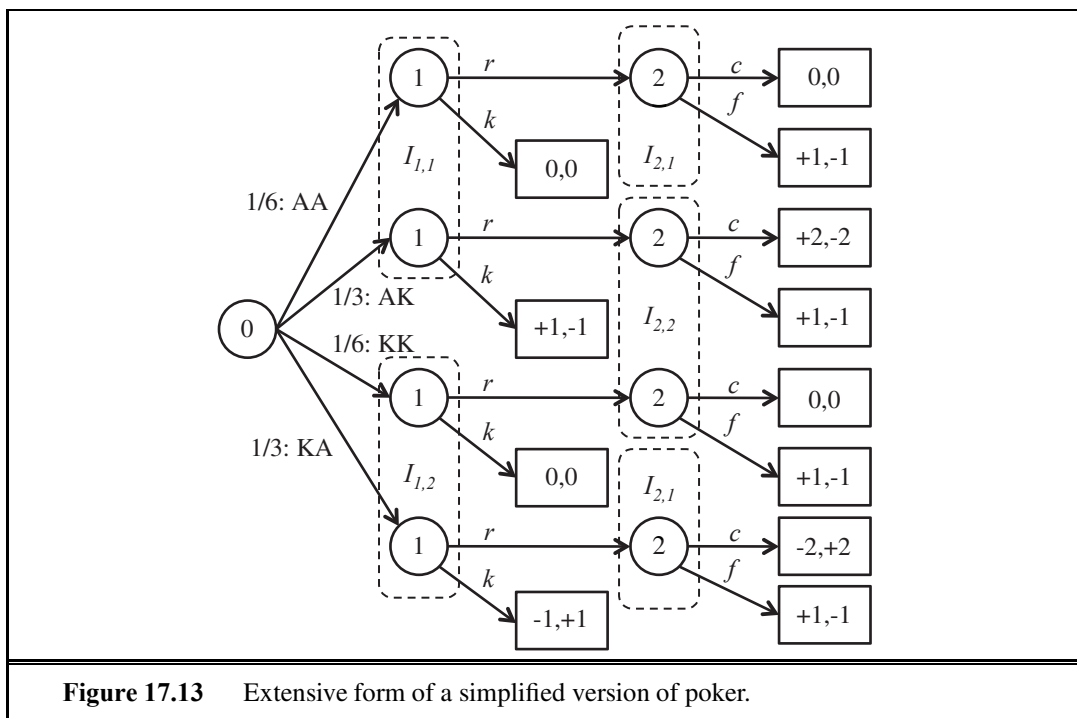 1
r
2
c
0,0
k
f
I1,1
0,0
I2,1
+1,-1
1/6: AA
1
r
2
c
+2,-2
k
f
1/3: AK
+1,-1
I2,2
+1,-1
0
1/6: KK
1
r
2
c
0,0
k
f
1/3: KA
I1,2
0,0
I2,1
+1,-1
1
r
2
c
-2,+2
k
f
-1,+1
+1,-1
Figure 17.13 Extensive form of a simplified version of poker.